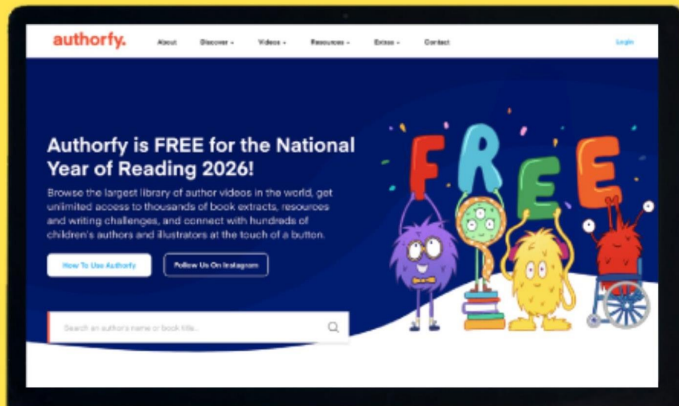 authorfy.
About Discover Videos Resources Extras Contact Login
Authorfy is FREE for the National
Year of Reading 2026!
FREE
Browse the largest library of author videos in the world, get
unlimited access to thousands of book extracts, resources
and writing challenges, and connect with hundreds of
children's authors and illustrators at the touch of a button.
How To Use Authorfy Follow Us On Instagram
Search an author's name or book title...